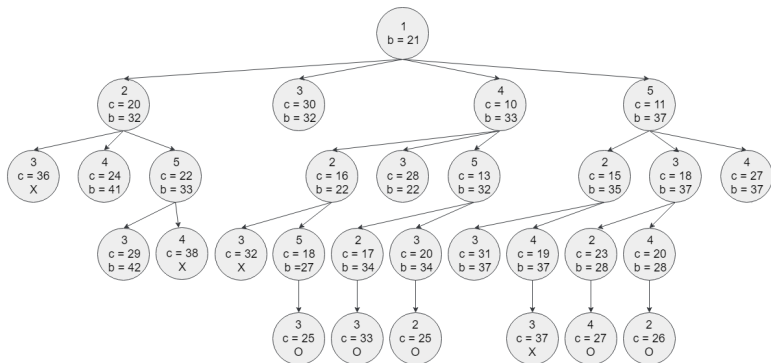 1
b = 21
2
c = 20
b = 32
3
c = 30
b = 32
4
c = 10
b = 33
5
c = 11
b = 37
3
c = 36
X
4
c = 24
b = 41
5
c = 22
b = 33
2
c = 16
b = 22
3
c = 28
b = 22
5
c = 13
b = 32
2
c = 15
b = 35
3
c = 18
b = 37
4
c = 27
b = 37
3
c = 29
b = 42
4
c = 38
X
3
c = 32
X
5
c = 18
b =27
2
c = 17
b = 34
3
c = 20
b = 34
3
c = 31
b = 37
4
c = 19
b = 37
2
c = 23
b = 28
4
c = 20
b = 28
3
c = 25
O
3
c = 33
O
2
c = 25
O
3
c = 37
X
4
c = 27
O
2
c = 26
O